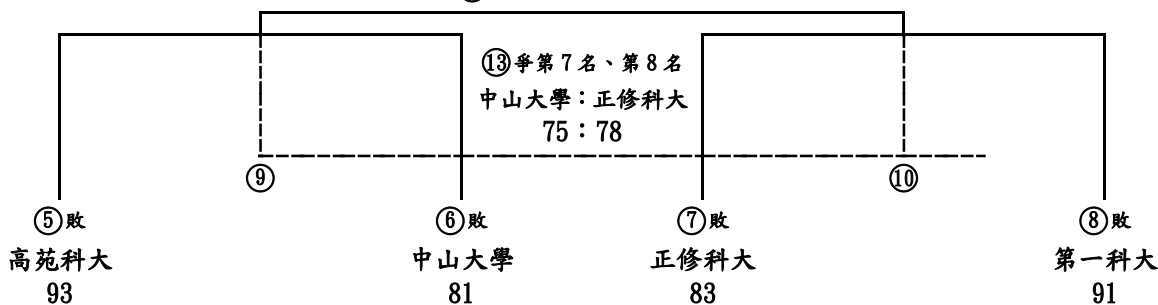 ⑬爭第7名、第8名
中山大學：正修科大
75：78
⑨
⑩
⑤敗
⑥敗
⑦敗
⑧敗
高苑科大
中山大學
正修科大
第一科大
93
81
83
91